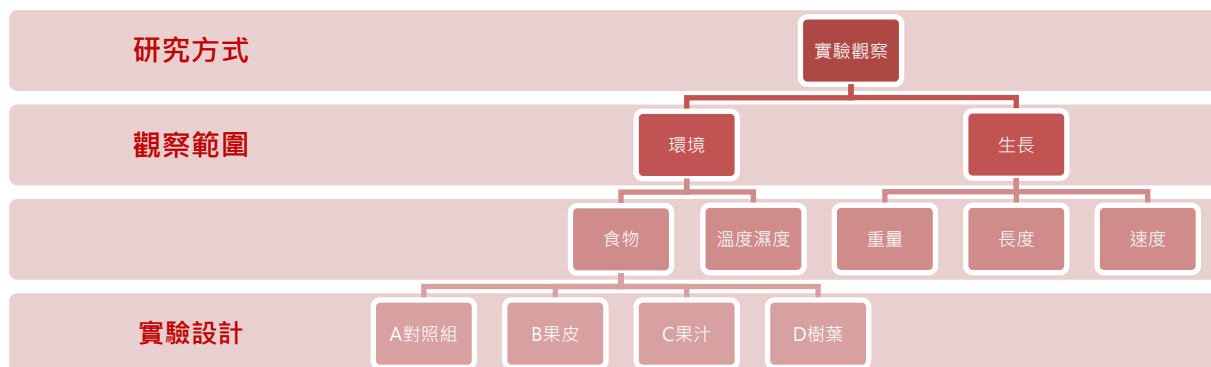 研究方式
實驗觀察
觀察範圍
環境
生長
食物
溫度濕度
重量
長度
速度
實驗設計
A對照組
B果皮
C果汁
D樹葉